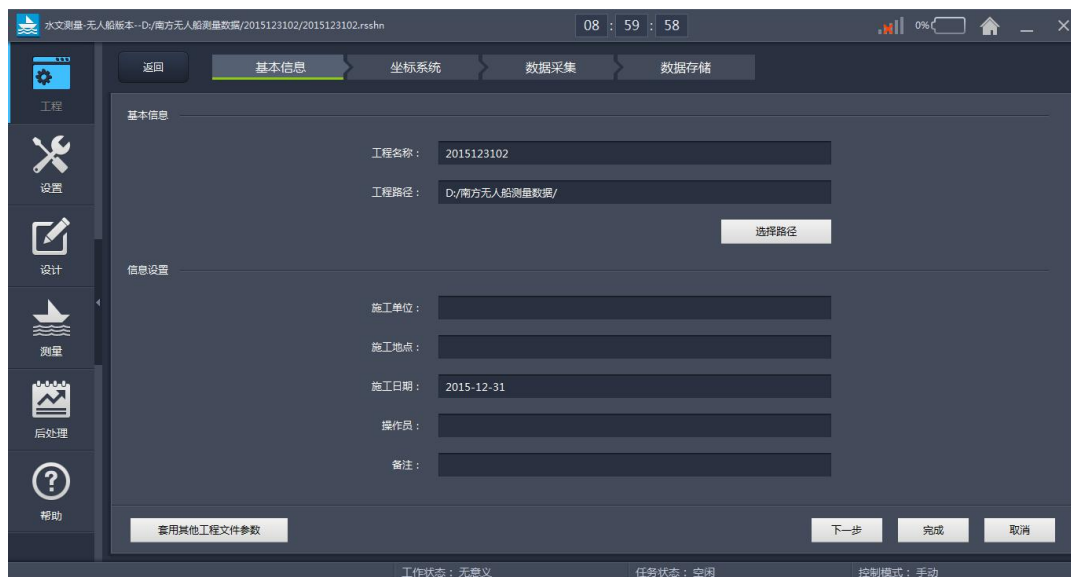 水文测量-无人船版本--D:/南方无人船测量数据/2015123102/2015123102.rsshn
08 : 59 : 58
0%
工程
设置
设计
测量
后处理
帮助
返回
基本信息
坐标系统
数据采集
数据存储
基本信息
工程名称： 2015123102
工程路径： D:/南方无人船测量数据/
选择路径
信息设置
施工单位：
施工地点：
施工日期： 2015-12-31
操作员：
备注：
套用其他工程文件参数
下一步
完成
取消
工作状态：无意义
任务状态：空闲
控制模式：手动